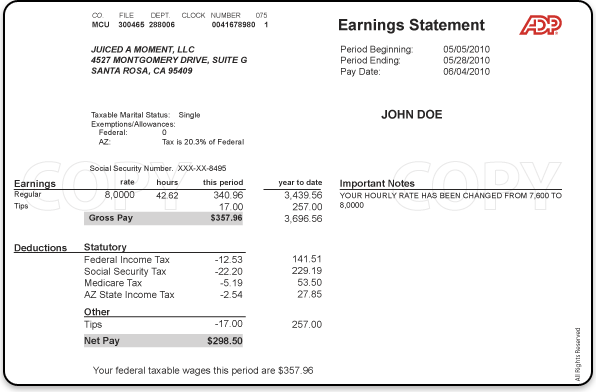 CO. FILE DEPT. CLOCK NUMBER 075
MCU 300465 288006 0041678980 1
Earnings Statement
ADP
JUICED A MOMENT, LLC
4527 MONTGOMERY DRIVE, SUITE G
SANTA ROSA, CA 95409
Period Beginning: 05/05/2010
Period Ending: 05/28/2010
Pay Date: 06/04/2010
Taxable Marital Status: Single
Exemptions/Allowances:
Federal: 0
AZ: Tax is 20.3% of Federal
JOHN DOE
Social Security Number. XXX-XX-8495
COPY COPY
Earnings rate hours this period year to date
Regular 8,0000 42.62 340.96 3,439.56
Tips 17.00 257.00
Gross Pay $357.96 3,696.56
Important Notes
YOUR HOURLY RATE HAS BEEN CHANGED FROM 7,600 TO
8,0000
Deductions Statutory
Federal Income Tax -12.53 141.51
Social Security Tax -22.20 229.19
Medicare Tax -5.19 53.50
AZ State Income Tax -2.54 27.85
Other
Tips -17.00 257.00
Net Pay $298.50
Your federal taxable wages this period are $357.96
All Rights Reserved